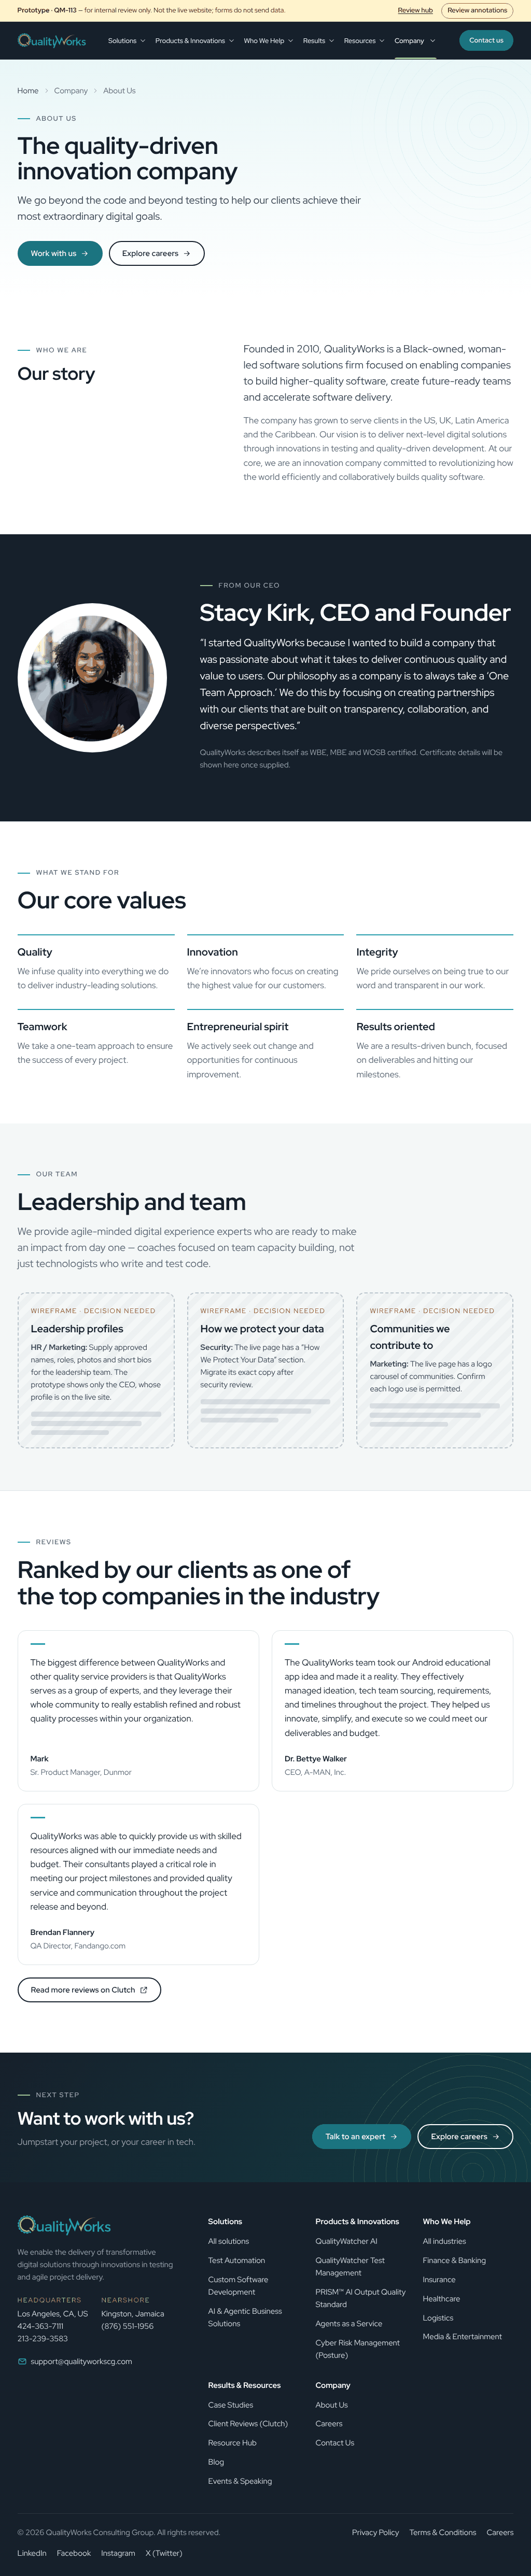 Prototype · QM-113 — for internal review only. Not the live website; forms do not send data.
Review hub
Review annotations
QualityWorks
Solutions
Products & Innovations
Who We Help
Results
Resources
Company
Contact us
Home > Company > About Us
ABOUT US
The quality-driven
innovation company
We go beyond the code and beyond testing to help our clients achieve their
most extraordinary digital goals.
Work with us →
Explore careers →
WHO WE ARE
Our story
Founded in 2010, QualityWorks is a Black-owned, woman-
led software solutions firm focused on enabling companies
to build higher-quality software, create future-ready teams
and accelerate software delivery.
The company has grown to serve clients in the US, UK, Latin America
and the Caribbean. Our vision is to deliver next-level digital solutions
through innovations in testing and quality-driven development. At our
core, we are an innovation company committed to revolutionizing how
the world efficiently and collaboratively builds quality software.
FROM OUR CEO
Stacy Kirk, CEO and Founder
“I started QualityWorks because I wanted to build a company that
was passionate about what it takes to deliver continuous quality and
value to users. Our philosophy as a company is to always take a ‘One
Team Approach.’ We do this by focusing on creating partnerships
with our clients that are built on transparency, collaboration, and
diverse perspectives.”
QualityWorks describes itself as WBE, MBE and WOSB certified. Certificate details will be
shown here once supplied.
WHAT WE STAND FOR
Our core values
Quality
We infuse quality into everything we do
to deliver industry-leading solutions.
Innovation
We’re innovators who focus on creating
the highest value for our customers.
Integrity
We pride ourselves on being true to our
word and transparent in our work.
Teamwork
We take a one-team approach to ensure
the success of every project.
Entrepreneurial spirit
We actively seek out change and
opportunities for continuous
improvement.
Results oriented
We are a results-driven bunch, focused
on deliverables and hitting our
milestones.
OUR TEAM
Leadership and team
We provide agile-minded digital experience experts who are ready to make
an impact from day one — coaches focused on team capacity building, not
just technologists who write and test code.
WIREFRAME · DECISION NEEDED
Leadership profiles
HR / Marketing: Supply approved
names, roles, photos and short bios
for the leadership team. The
prototype shows only the CEO, whose
profile is on the live site.
WIREFRAME · DECISION NEEDED
How we protect your data
Security: The live page has a “How
We Protect Your Data” section.
Migrate its exact copy after
security review.
WIREFRAME · DECISION NEEDED
Communities we
contribute to
Marketing: The live page has a logo
carousel of communities. Confirm
each logo use is permitted.
REVIEWS
Ranked by our clients as one of
the top companies in the industry
The biggest difference between QualityWorks and
other quality service providers is that QualityWorks
serves as a group of experts, and they leverage their
whole community to really establish refined and robust
quality processes within your organization.
Mark
Sr. Product Manager, Dunmor
The QualityWorks team took our Android educational
app idea and made it a reality. They effectively
managed ideation, tech team sourcing, requirements,
and timelines throughout the project. They helped us
innovate, simplify, and execute so we could meet our
deliverables and budget.
Dr. Bettye Walker
CEO, A-MAN, Inc.
QualityWorks was able to quickly provide us with skilled
resources aligned with our immediate needs and
budget. Their consultants played a critical role in
meeting our project milestones and provided quality
service and communication throughout the project
release and beyond.
Brendan Flannery
QA Director, Fandango.com
Read more reviews on Clutch
NEXT STEP
Want to work with us?
Jumpstart your project, or your career in tech.
Talk to an expert →
Explore careers →
QualityWorks
We enable the delivery of transformative
digital solutions through innovations in testing
and agile project delivery.
HEADQUARTERS
Los Angeles, CA, US
424-363-7111
213-239-3583
NEARSHORE
Kingston, Jamaica
(876) 551-1956
support@qualityworkscg.com
Solutions
All solutions
Test Automation
Custom Software
Development
AI & Agentic Business
Solutions
Products & Innovations
QualityWatcher AI
QualityWatcher Test
Management
PRISM™ AI Output Quality
Standard
Agents as a Service
Cyber Risk Management
(Posture)
Who We Help
All industries
Finance & Banking
Insurance
Healthcare
Logistics
Media & Entertainment
Results & Resources
Case Studies
Client Reviews (Clutch)
Resource Hub
Blog
Events & Speaking
Company
About Us
Careers
Contact Us
© 2026 QualityWorks Consulting Group. All rights reserved.
Privacy Policy
Terms & Conditions
Careers
LinkedIn
Facebook
Instagram
X (Twitter)